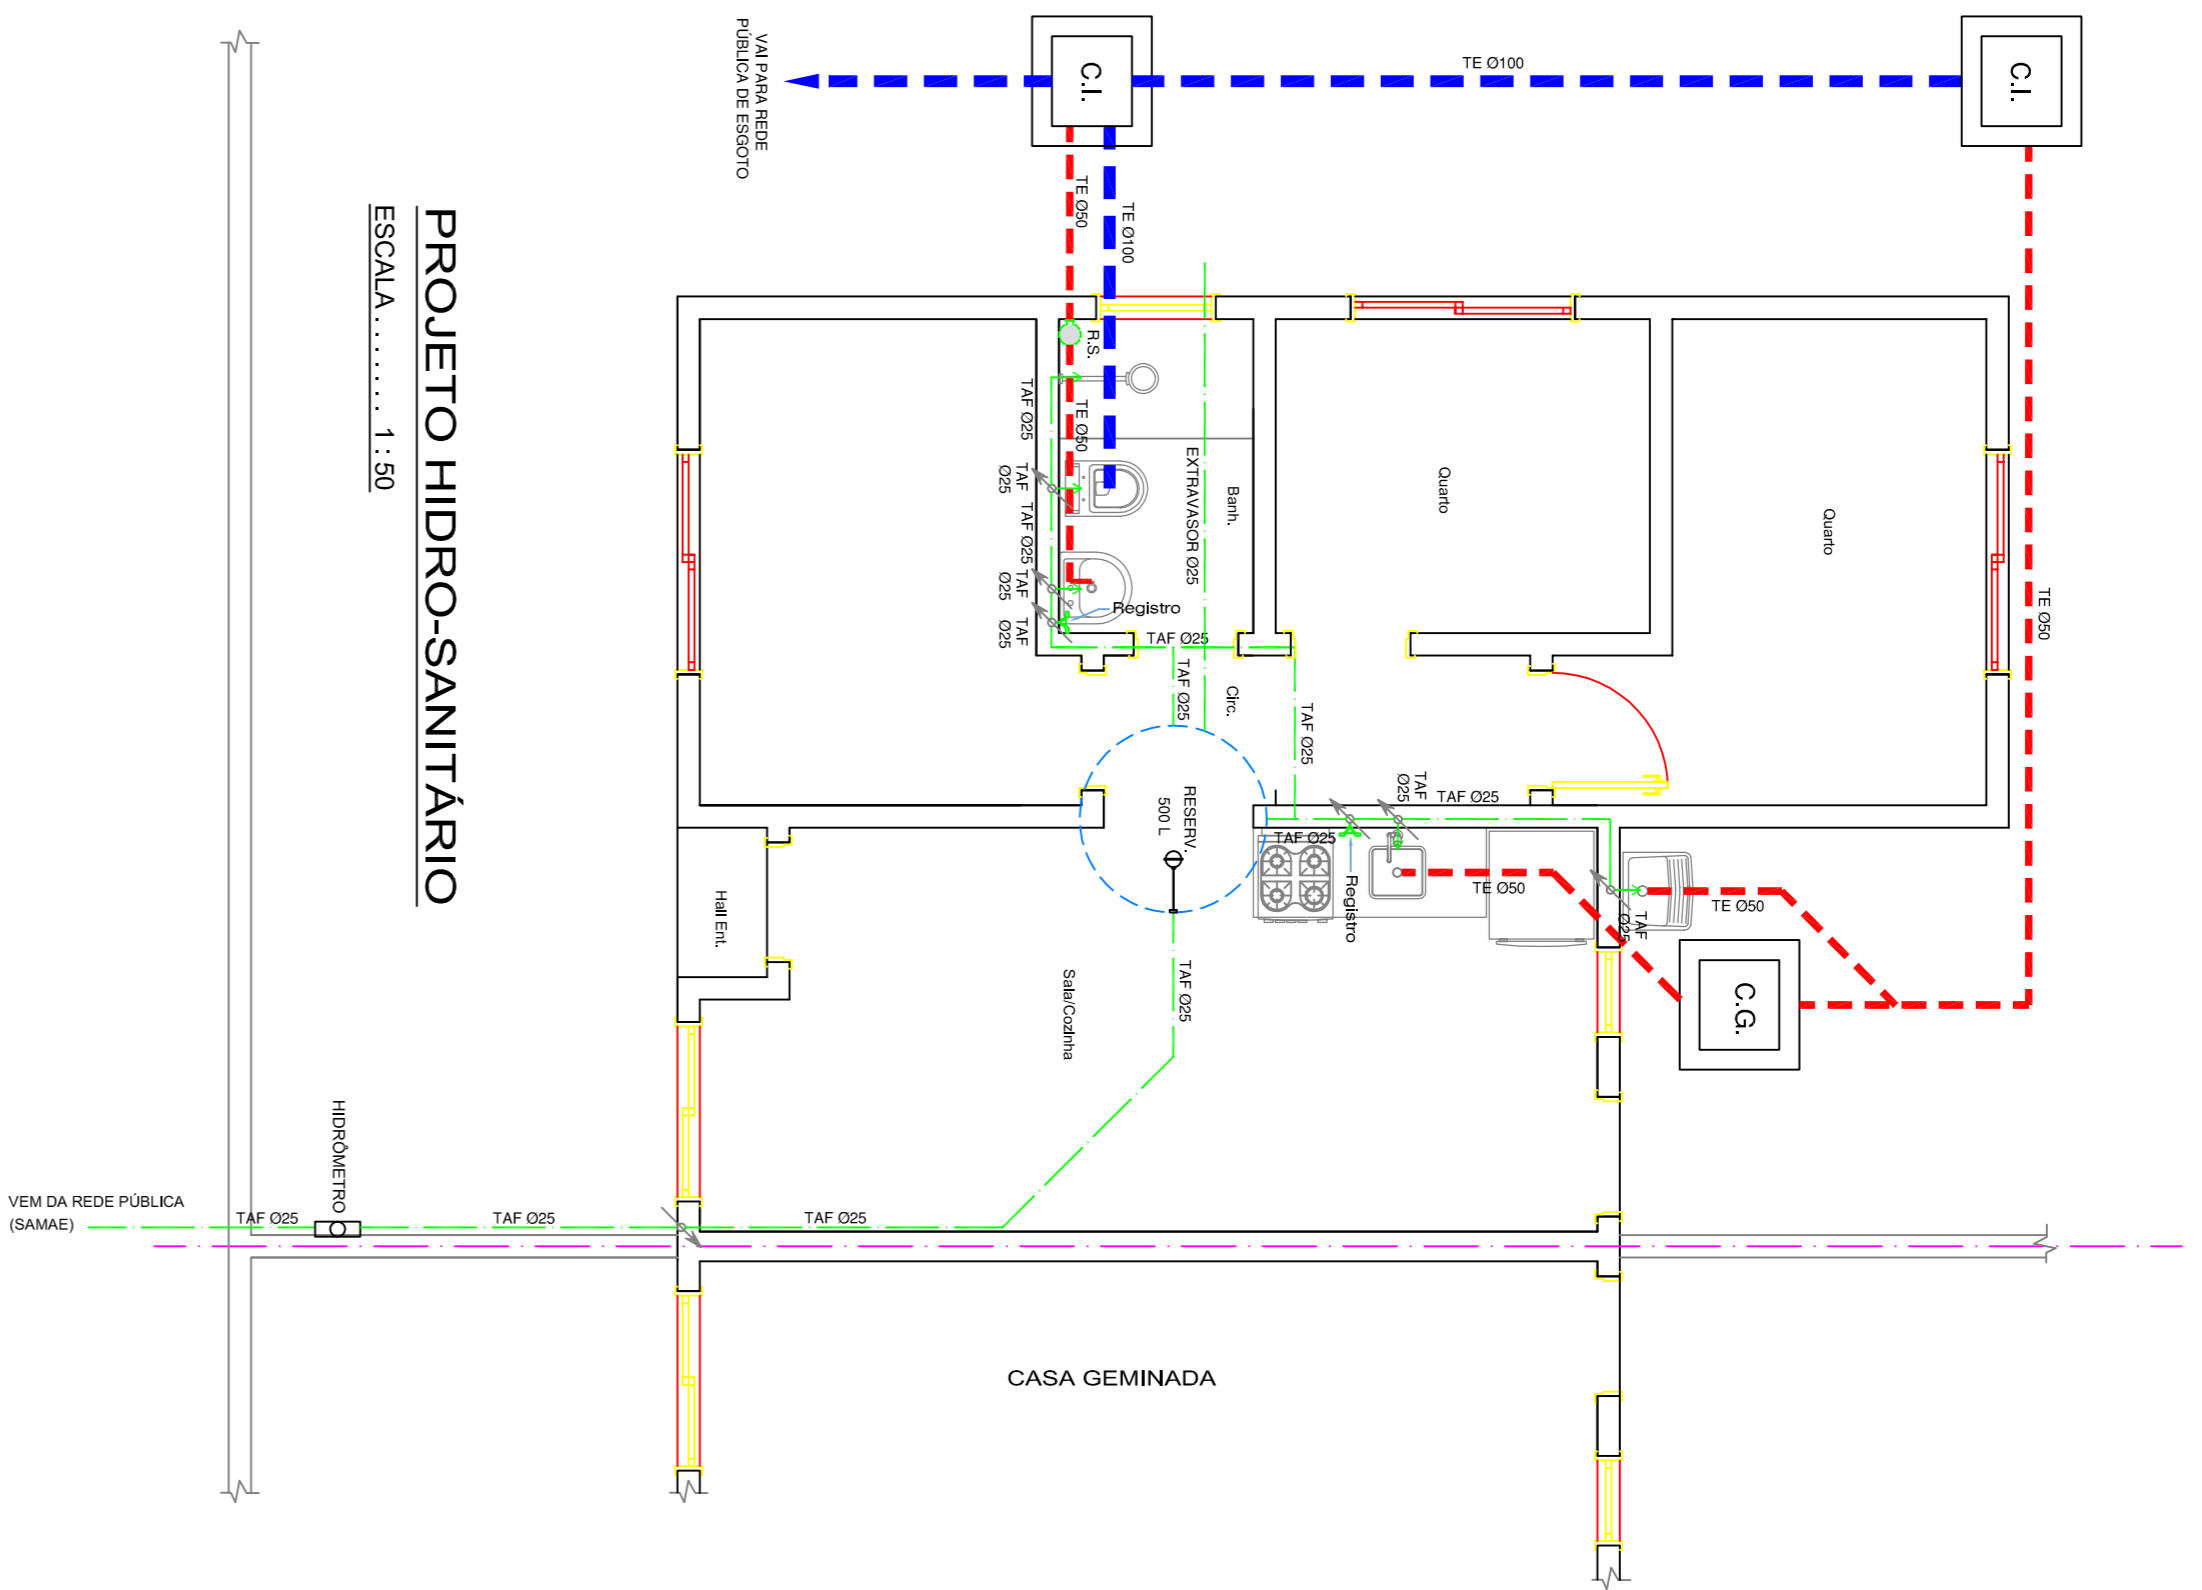 PROJETO HIDRO-SANITÁRIO
ESCALA . . . . . . . . 1 : 50
VAI PARA REDE
PÚBLICA DE ESGOTO
C.I.
TE Ø100
C.I.
TE Ø50
TE Ø100
R.S.
TAF Ø25
TE Ø50
TAF
Ø25
TAF Ø25
TAF
Ø25
TAF
Ø25
Registro
EXTRAVASOR Ø25
Banh.
Quarto
Quarto
TE Ø50
TAF Ø25
TAF Ø25
Circ.
TAF Ø25
RESERV.
500 L
TAF Ø25
TAF
Ø25
TAF Ø25
Registro
TE Ø50
TE Ø50
TAF
Ø25
C.G.
Hall Ent.
Sala/Cozinha
TAF Ø25
HIDRÔMETRO
VEM DA REDE PÚBLICA
(SAMAE)
TAF Ø25
TAF Ø25
TAF Ø25
CASA GEMINADA